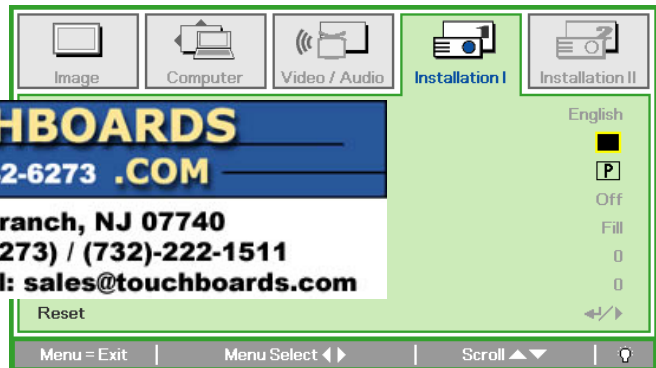 Image
Computer
Video / Audio
Installation I
Installation II
English
HBOARDS
2-6273 .COM
P
Off
ranch, NJ 07740
Fill
273) / (732)-222-1511
0
l: sales@touchboards.com
0
Reset
Menu = Exit
Menu Select
Scroll